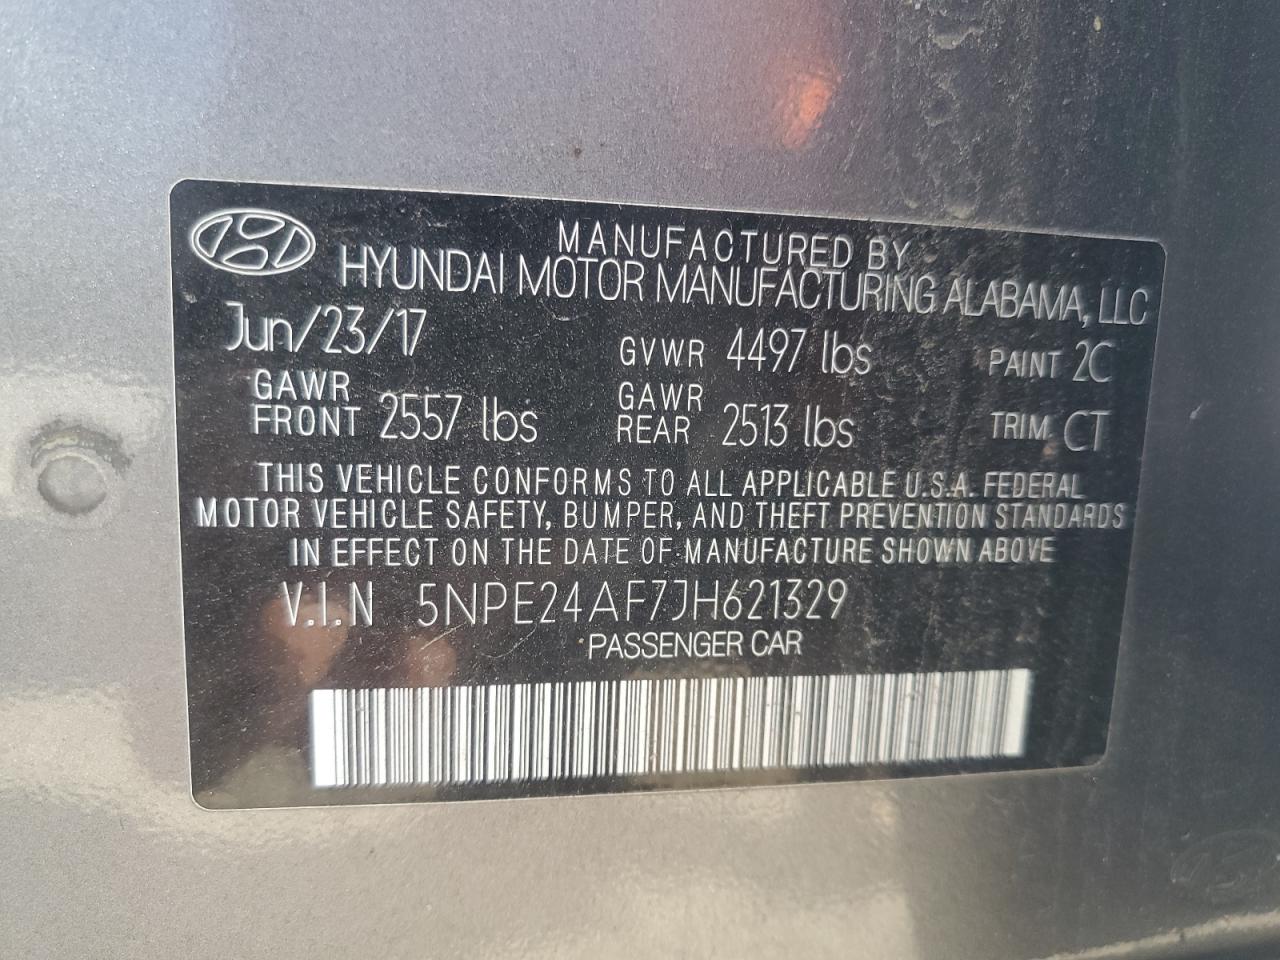 MANUFACTURED BY
HYUNDAI MOTOR MANUFACTURING ALABAMA, LLC
Jun/23/17 GVWR 4497 lbs PAINT 2C
GAWR FRONT 2557 lbs GAWR REAR 2513 lbs TRIM CT
THIS VEHICLE CONFORMS TO ALL APPLICABLE U.S.A. FEDERAL
MOTOR VEHICLE SAFETY, BUMPER, AND THEFT PREVENTION STANDARDS
IN EFFECT ON THE DATE OF MANUFACTURE SHOWN ABOVE
V.I.N 5NPE24AF7JH621329
PASSENGER CAR